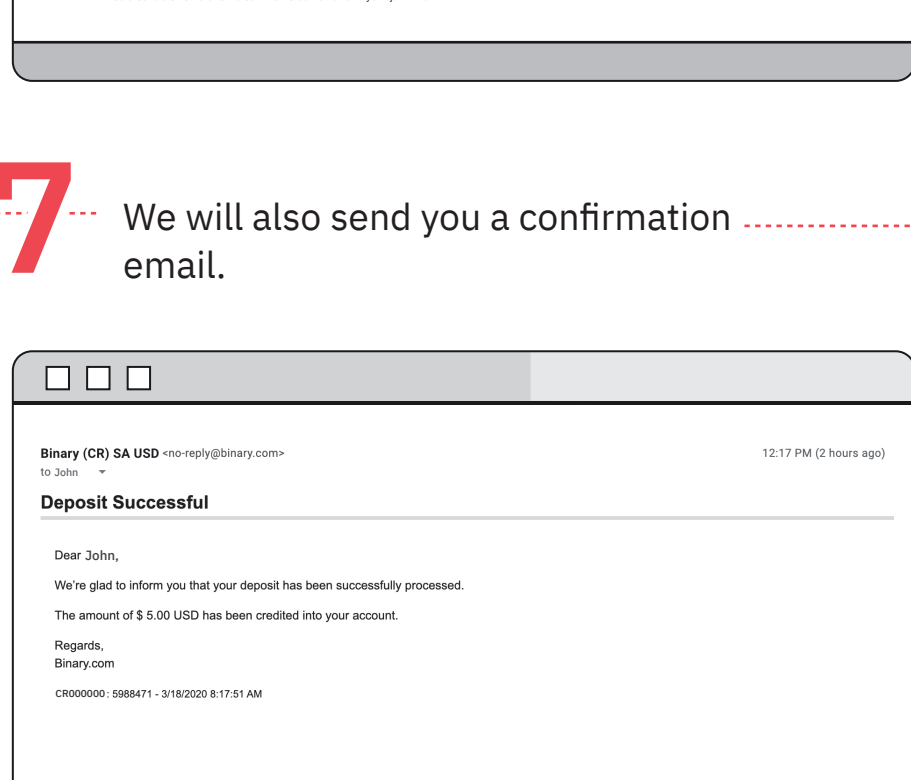 7
We will also send you a confirmation
email.
Binary (CR) SA USD <no-reply@binary.com>
12:17 PM (2 hours ago)
to John
Deposit Successful
Dear John,
We're glad to inform you that your deposit has been successfully processed.
The amount of $ 5.00 USD has been credited into your account.
Regards,
Binary.com
CR000000: 5988471 - 3/18/2020 8:17:51 AM